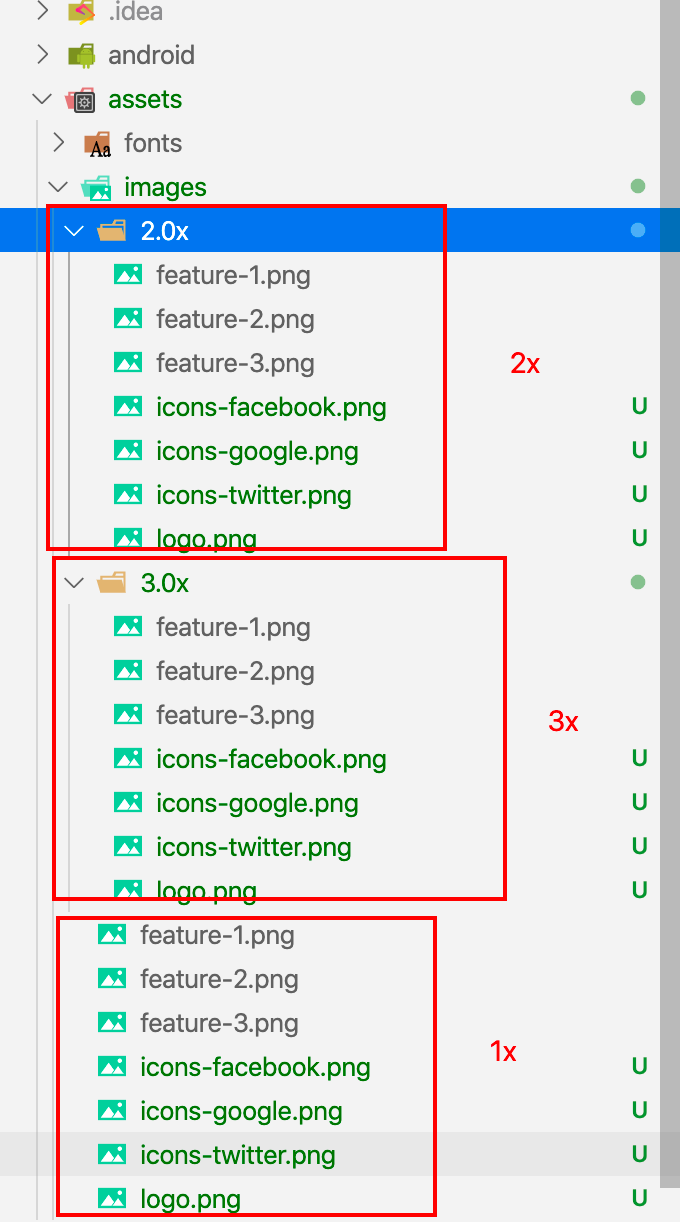 .idea
android
assets
Aa fonts
images
2.0x
feature-1.png
feature-2.png
feature-3.png
2x
icons-facebook.png U
icons-google.png U
icons-twitter.png U
logo.png U
3.0x
feature-1.png
feature-2.png
feature-3.png
3x
icons-facebook.png U
icons-google.png U
icons-twitter.png U
logo.png U
feature-1.png
feature-2.png
feature-3.png
1x
icons-facebook.png U
icons-google.png U
icons-twitter.png U
logo.png U